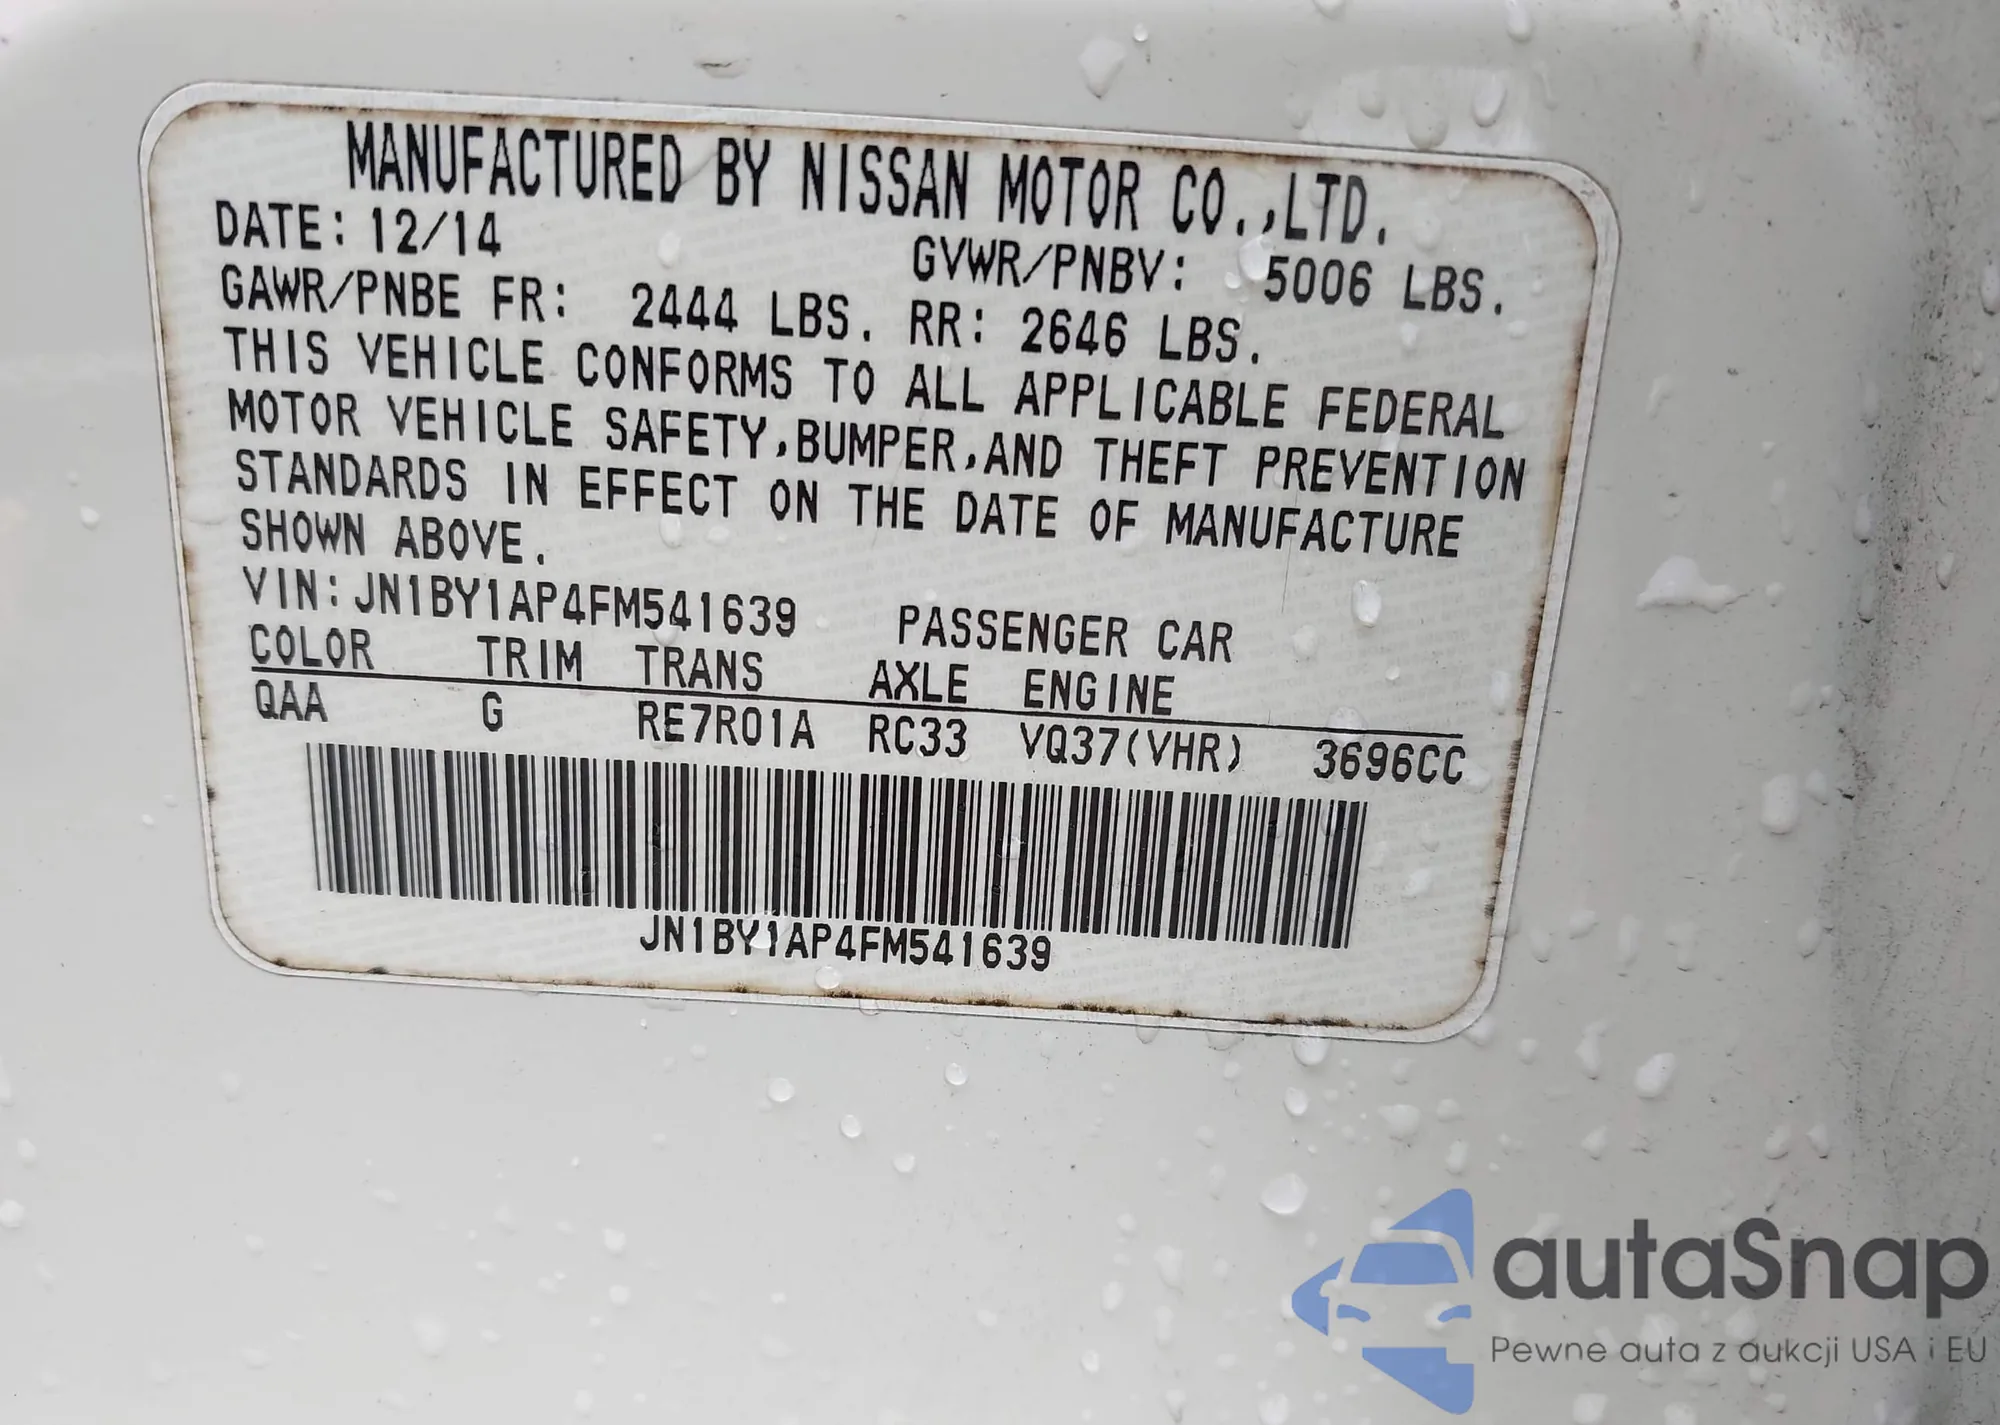 MANUFACTURED BY NISSAN MOTOR CO.,LTD.
DATE: 12/14 GVWR/PNBV: 5006 LBS.
GAWR/PNBE FR: 2444 LBS. RR: 2646 LBS.
THIS VEHICLE CONFORMS TO ALL APPLICABLE FEDERAL
MOTOR VEHICLE SAFETY,BUMPER,AND THEFT PREVENTION
STANDARDS IN EFFECT ON THE DATE OF MANUFACTURE
SHOWN ABOVE.
VIN:JN1BY1AP4FM541639 PASSENGER CAR
COLOR TRIM TRANS AXLE ENGINE
QAA G RE7R01A RC33 VQ37(VHR) 3696CC
JN1BY1AP4FM541639
autaSnap
Pewne auta z aukcji USA i EU